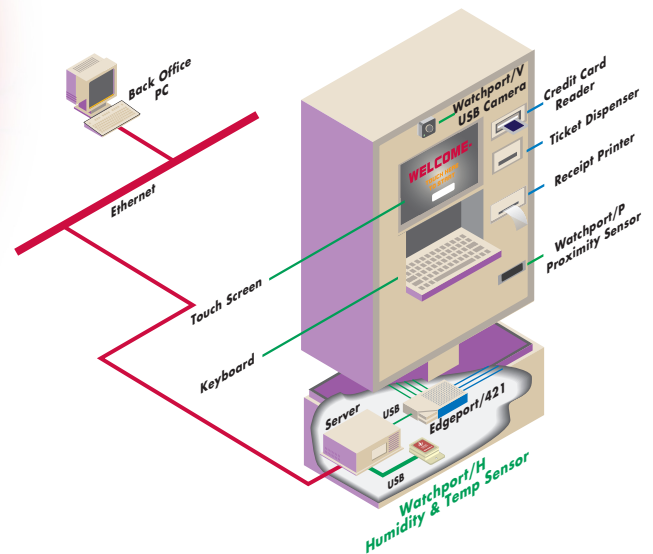 Back Office
PC
Watchport/V
USB Camera
Credit Card
Reader
Ticket Dispenser
Receipt Printer
WELCOME
Ethernet
Watchport/P
Proximity Sensor
Touch Screen
Keyboard
Server
USB
Edgeport/421
USB
Watchport/H
Humidity & Temp Sensor